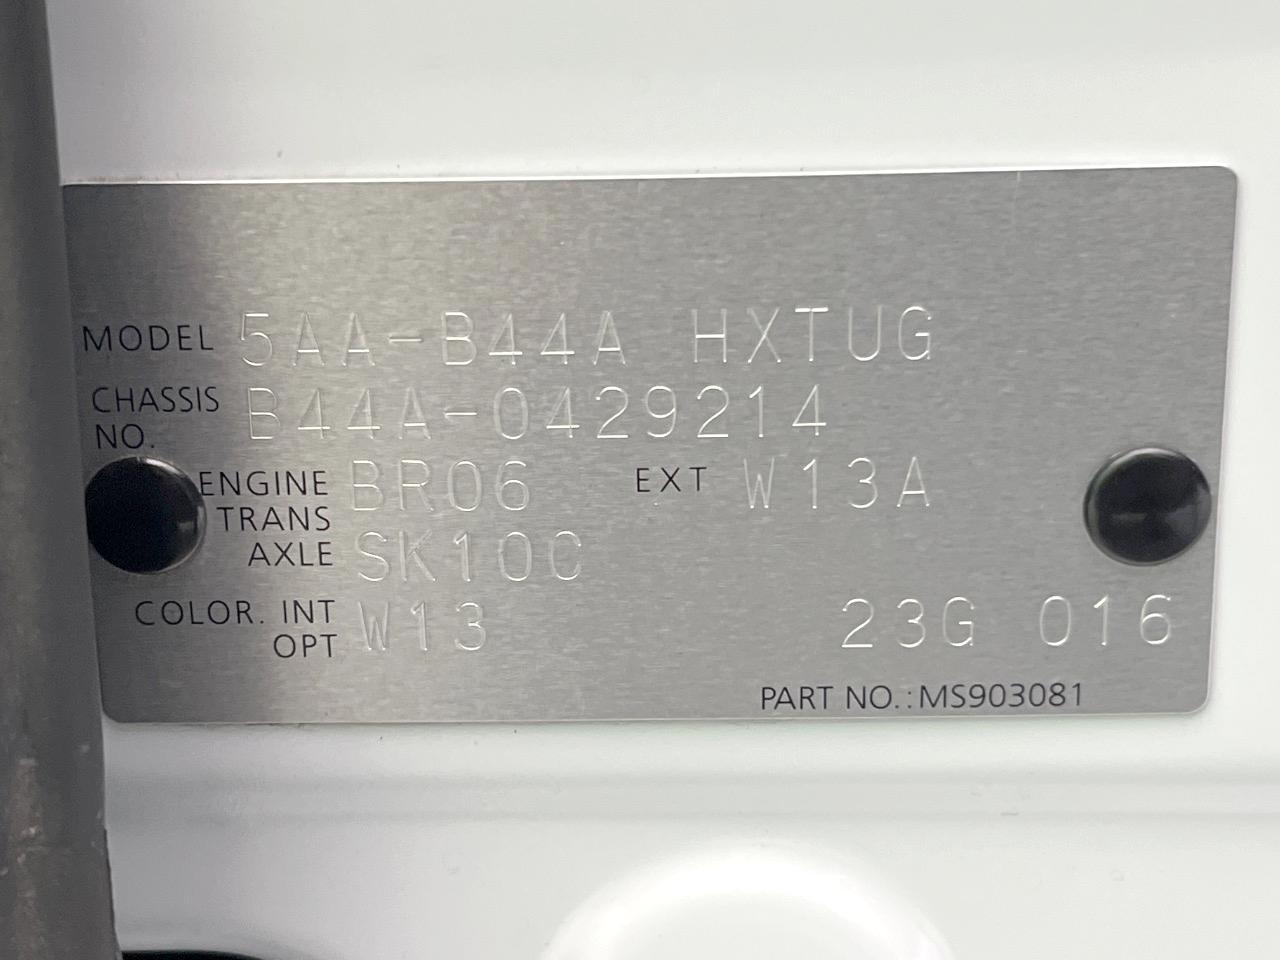 MODEL 5AA-B44A HXTUG
CHASSIS NO. B44A-0429214
ENGINE BR06 EXT W13A
TRANS
AXLE SK10C
COLOR. INT W13 23G 016
OPT
PART NO.:MS903081